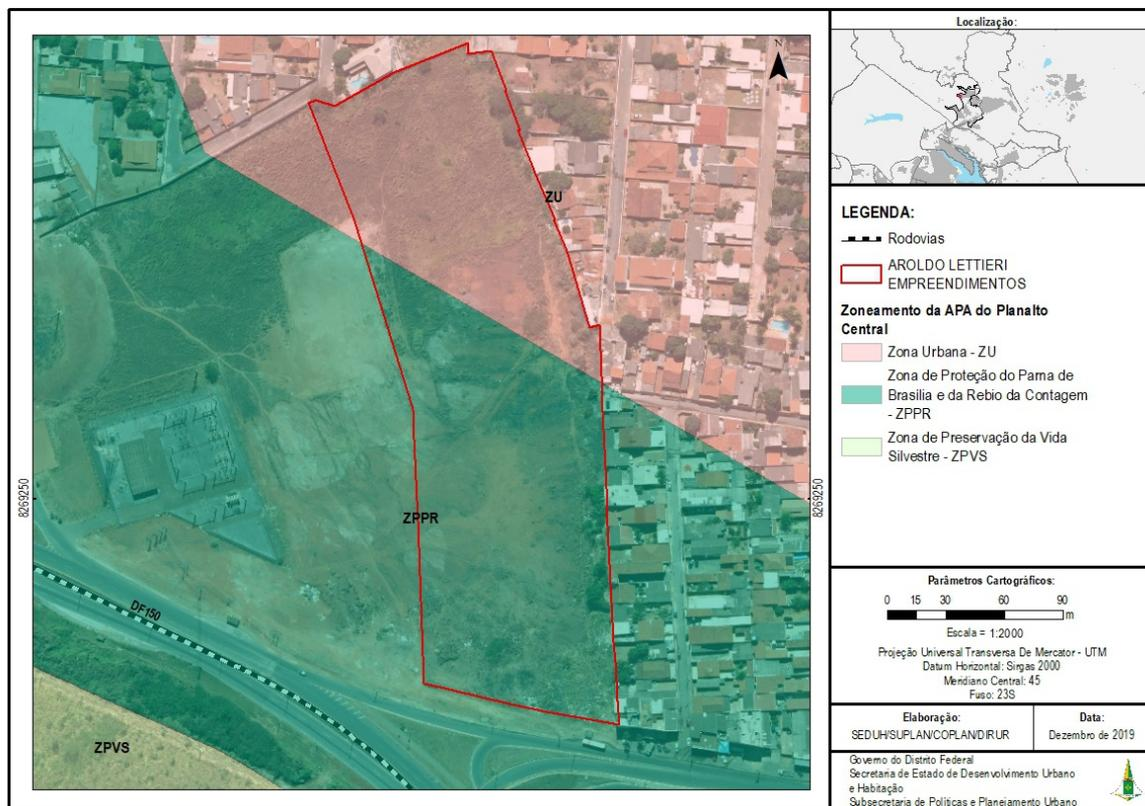 N
ZU
8269250
8269250
ZPPR
DF150
ZPVS
Localização:
LEGENDA:
Rodovias
AROLDO LETTIERI
EMPREENDIMENTOS
Zoneamento da APA do Planalto
Central
Zona Urbana - ZU
Zona de Proteção do Parna de
Brasilia e da Rebio da Contagem
- ZPPR
Zona de Preservação da Vida
Silvestre - ZPVS
Parâmetros Cartográficos:
0 15 30 60 90
m
Escala = 1:2000
Projeção Universal Transversa De Mercator - UTM
Datum Horizontal: Sirgas 2000
Meridiano Central: 45
Fuso: 23S
Elaboração:
SEDUH/SUPLAN/COPLAN/DIRUR
Data:
Dezembro de 2019
Governo do Distrito Federal
Secretaria de Estado de Desenvolvimento Urbano
e Habitação
Subsecretaria de Políticas e Planejamento Urbano